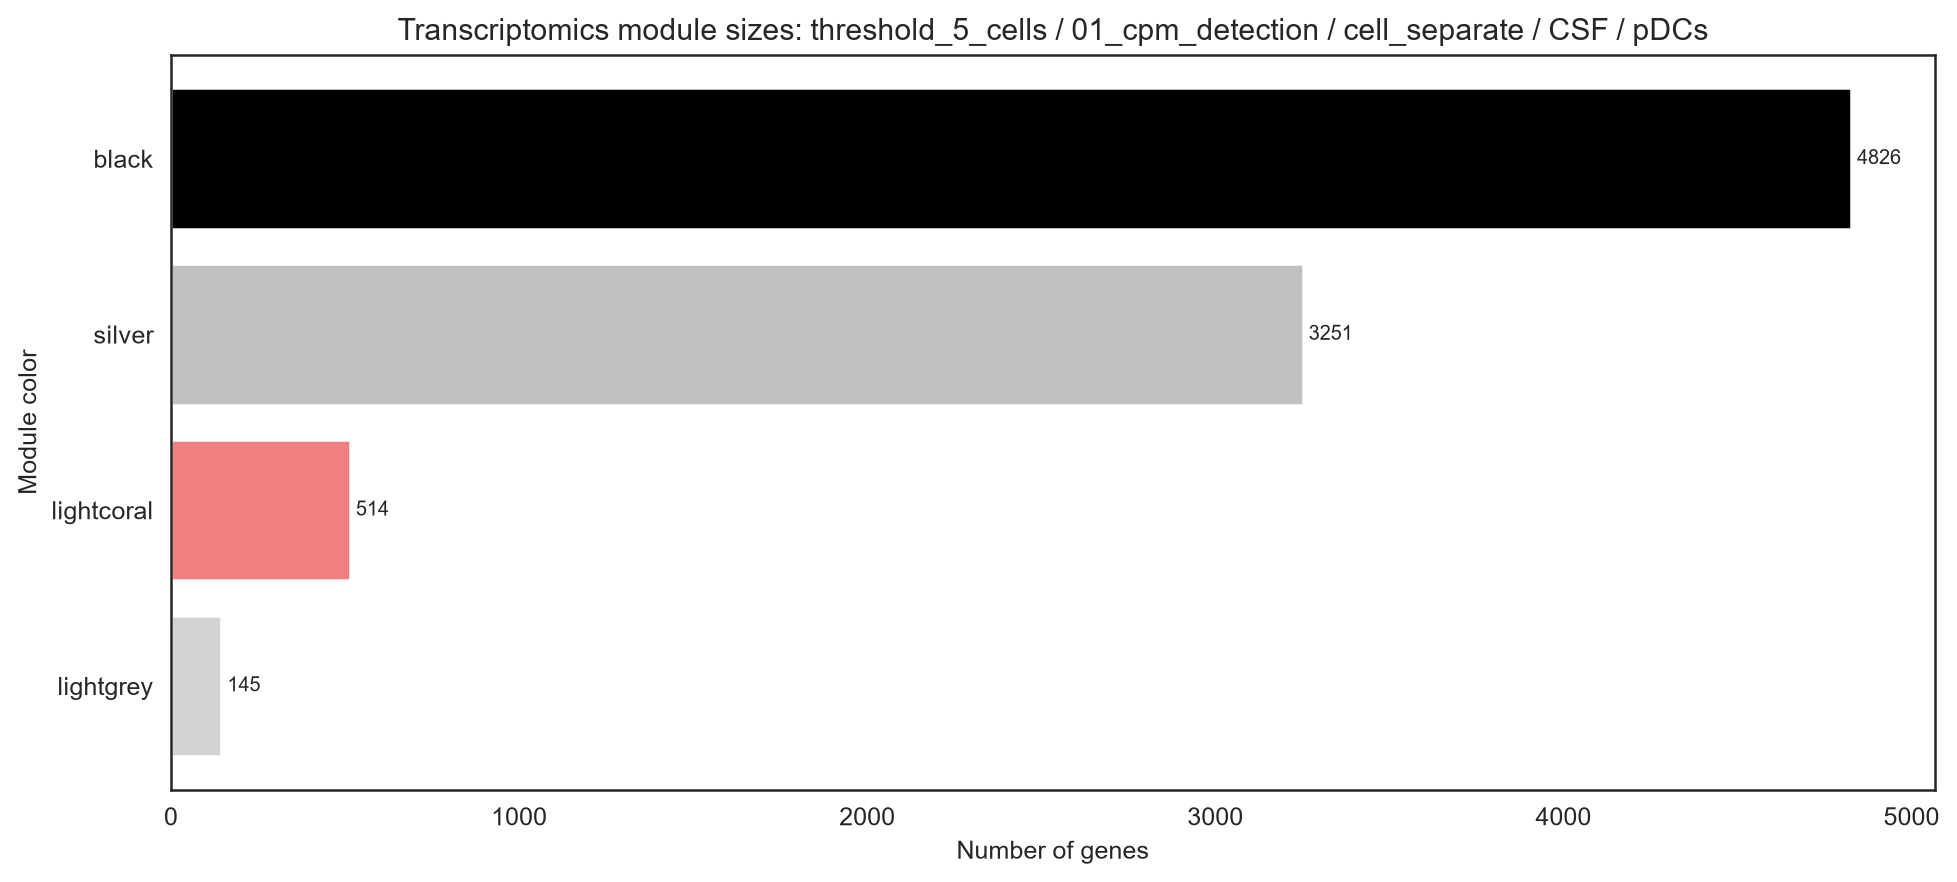 Transcriptomics module sizes: threshold_5_cells / 01_cpm_detection / cell_separate / CSF / pDCs
Module color
black
4826
silver
3251
lightcoral
514
lightgrey
145
0 1000 2000 3000 4000 5000
Number of genes